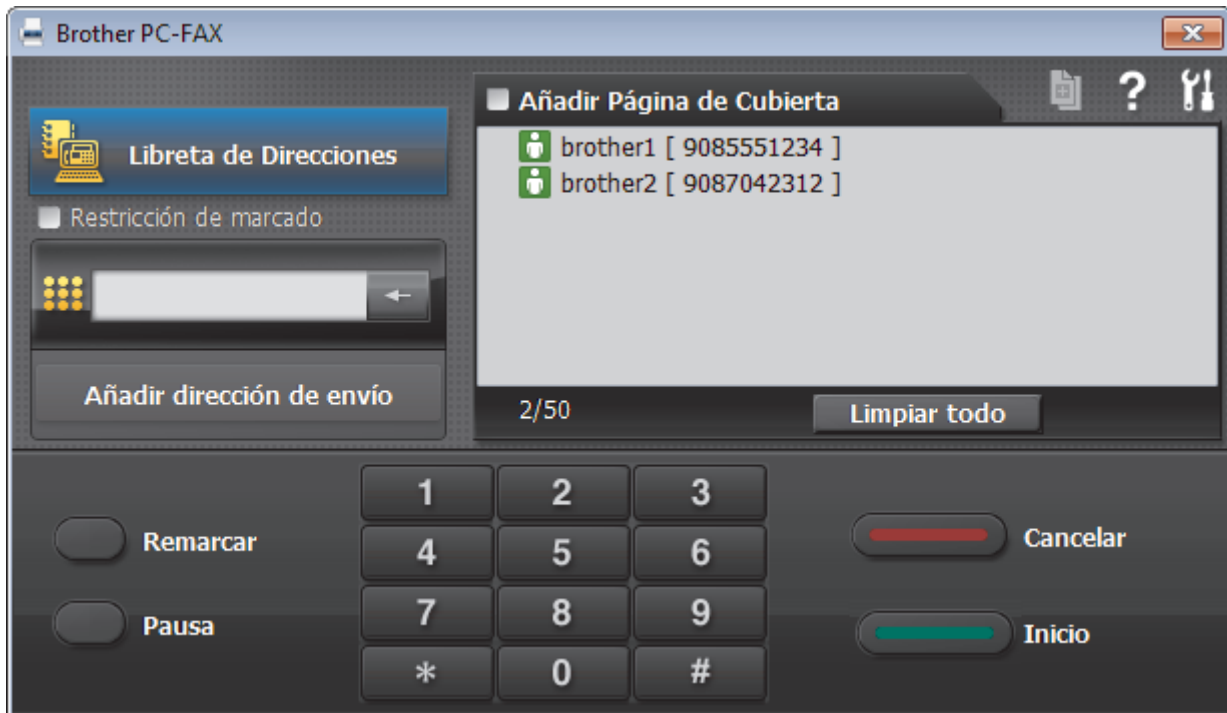 Brother PC-FAX
Libreta de Direcciones
Restricción de marcado
Añadir dirección de envío
Añadir Página de Cubierta
?
brother1 [ 9085551234 ]
brother2 [ 9087042312 ]
2/50
Limpiar todo
Remarcar
Pausa
1 2 3
4 5 6
7 8 9
* 0 #
Cancelar
Inicio